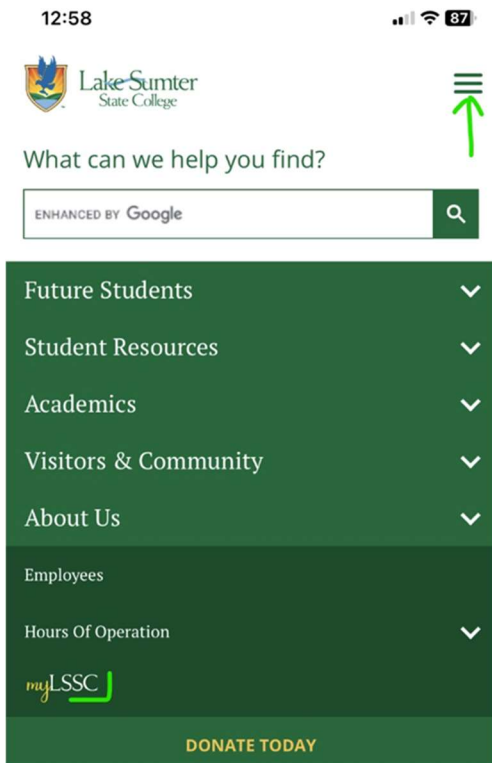 12:58
87
Lake-Sumter
State College
What can we help you find?
ENHANCED BY Google
Future Students
Student Resources
Academics
Visitors & Community
About Us
Employees
Hours Of Operation
myLSSC
DONATE TODAY